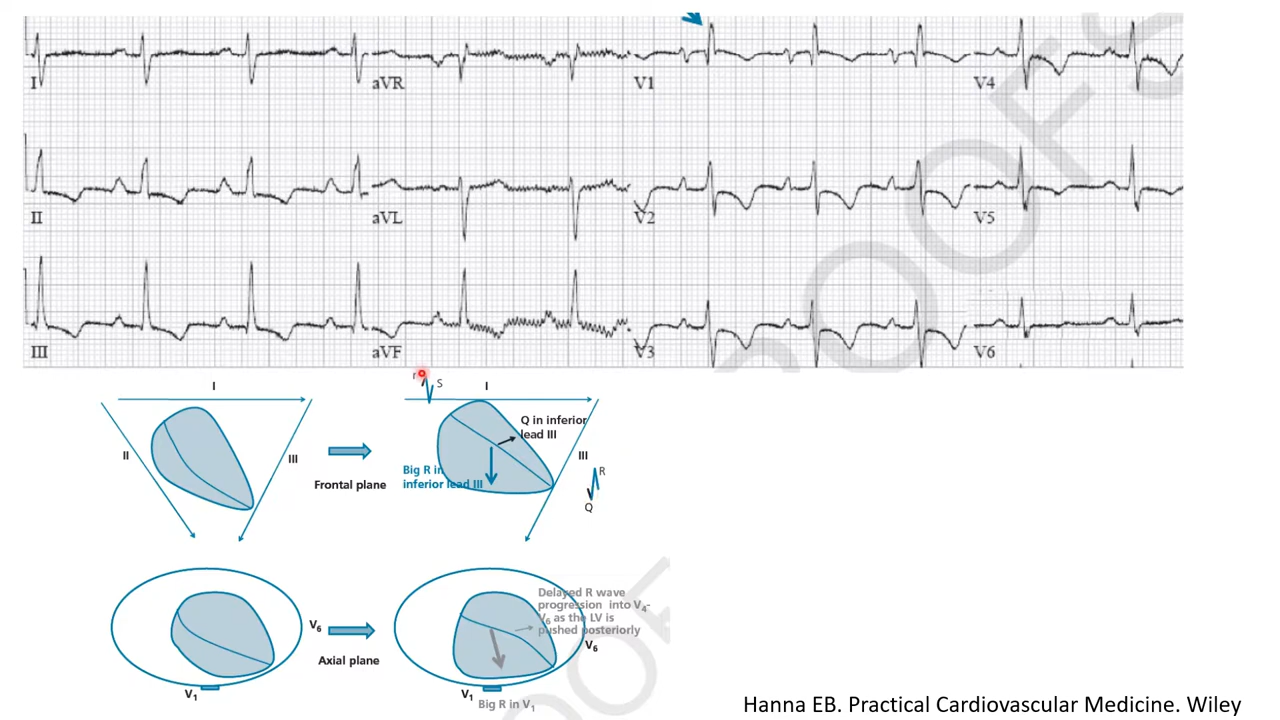 I aVR V1 V4
II aVL V2 V5
III aVF V3 V6
I
II
III
Frontal plane
r
S
I
Q in inferior
lead III
Big R in
inferior lead III
III
R
Q
V6
V1
Axial plane
Delayed R wave
progression into V4-
V6 as the LV is
pushed posteriorly
V6
V1
Big R in V1
PROOFS
Hanna EB. Practical Cardiovascular Medicine. Wiley